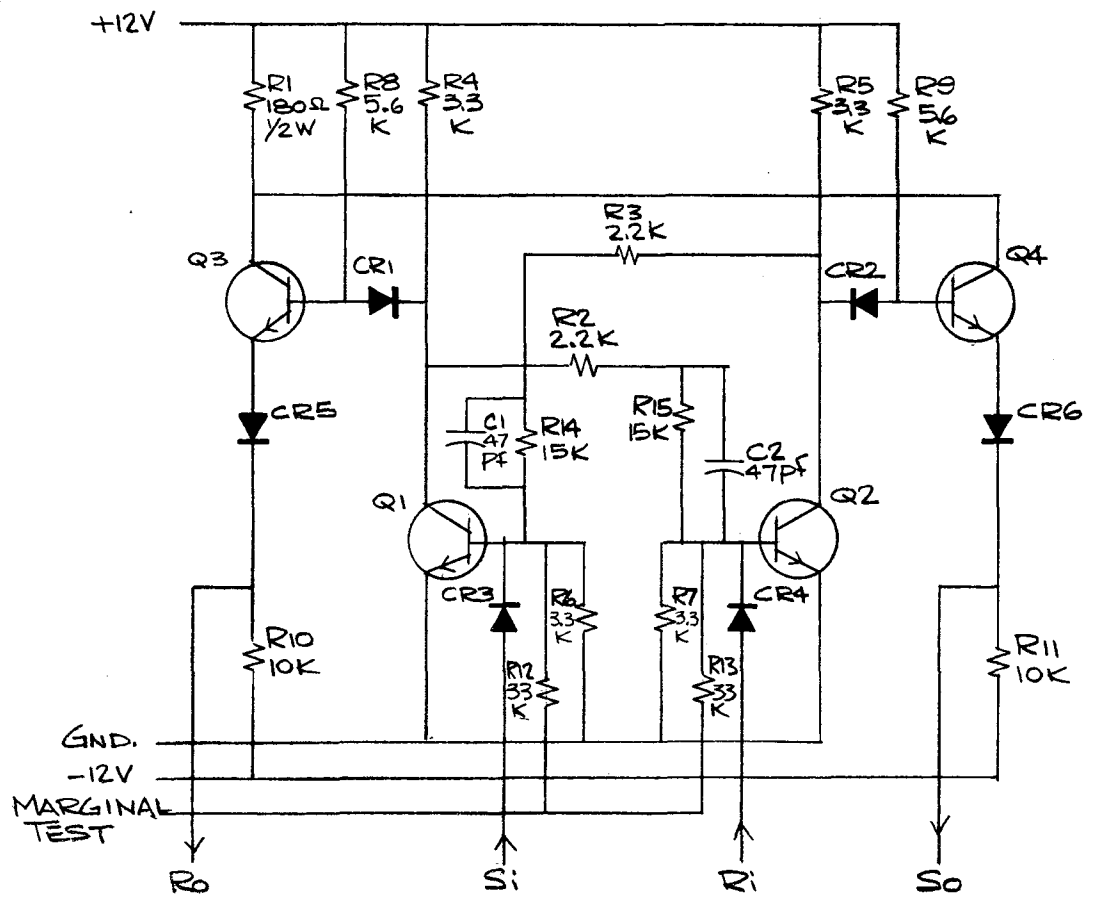 +12V
R1
180Ω
1/2W
R8
5.6
K
R4
3.3
K
R5
3.3
K
R9
5.6
K
R3
2.2K
Q3
CR1
CR2
Q4
R2
2.2K
CR5
C1
47
Pf
R14
15K
R15
15K
C2
47pf
CR6
Q1
Q2
CR3
R6
3.3
K
R7
3.3
K
CR4
R10
10K
R12
33
K
R13
33
K
R11
10K
GND.
-12V
MARGINAL
TEST
Ro
Si
Ri
So